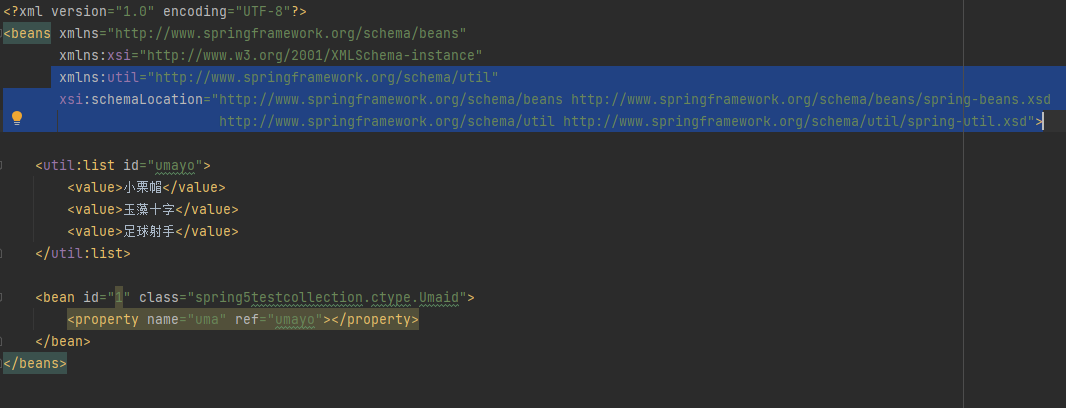 <?xml version="1.0" encoding="UTF-8"?>
<beans xmlns="http://www.springframework.org/schema/beans"
       xmlns:xsi="http://www.w3.org/2001/XMLSchema-instance"
       xmlns:util="http://www.springframework.org/schema/util"
       xsi:schemaLocation="http://www.springframework.org/schema/beans http://www.springframework.org/schema/beans/spring-beans.xsd
                           http://www.springframework.org/schema/util http://www.springframework.org/schema/util/spring-util.xsd">
    <util:list id="umayo">
        <value>小栗帽</value>
        <value>玉藻十字</value>
        <value>足球射手</value>
    </util:list>
    <bean id="1" class="spring5testcollection.ctype.Umaid">
        <property name="uma" ref="umayo"></property>
    </bean>
</beans>